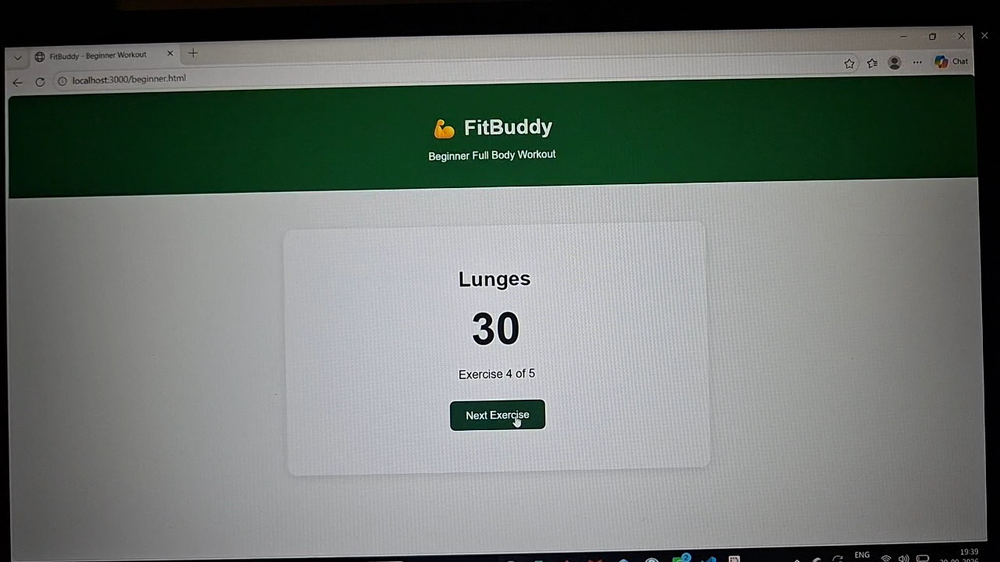 FitBuddy - Beginner Workout
localhost:3000/beginner.html
Chat
FitBuddy
Beginner Full Body Workout
Lunges
30
Exercise 4 of 5
Next Exercise
ENG
19:39